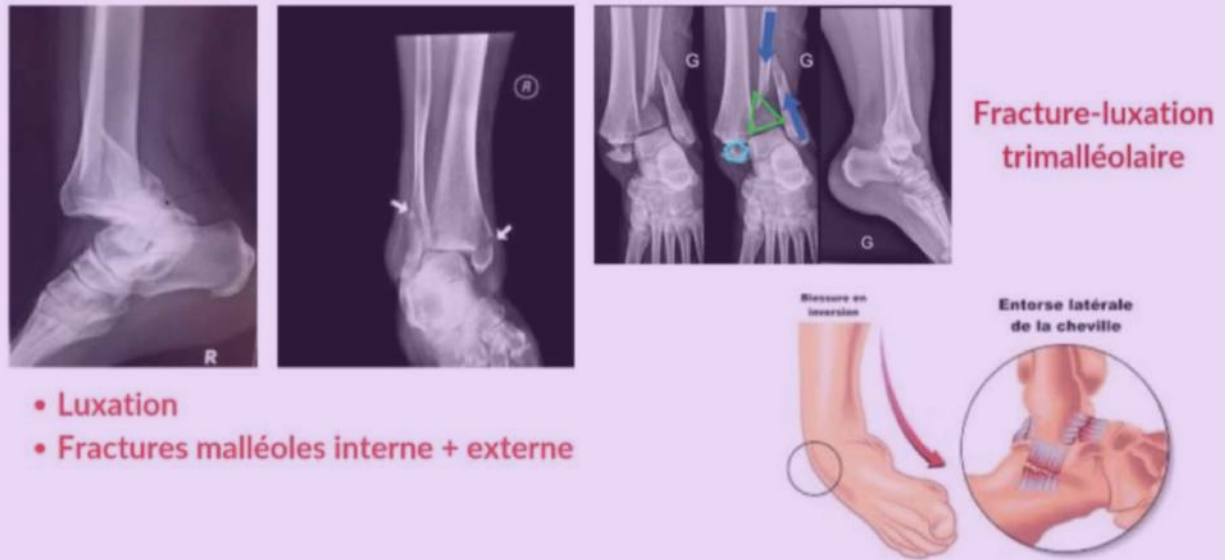 R
R
G
G
G
Fracture-luxation
trimalléolaire
• Luxation
• Fractures malléoles interne + externe
Blessure en
inversion
Entorse latérale
de la cheville